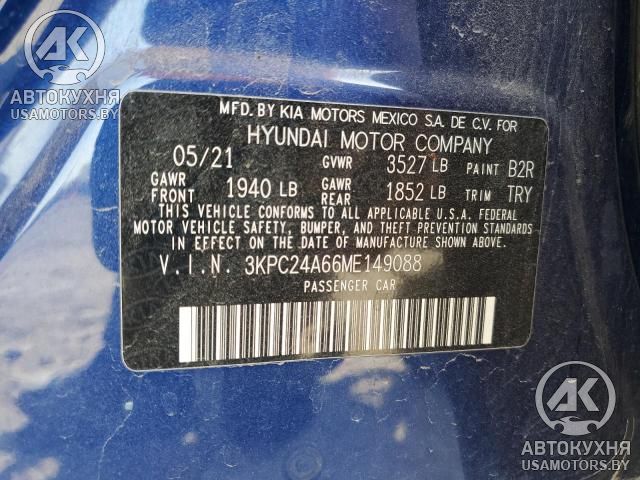 АВТОКУХНЯ
USAMOTORS.BY
MFD. BY KIA MOTORS MEXICO S.A. DE C.V. FOR
HYUNDAI MOTOR COMPANY
05/21 GVWR 3527 LB PAINT B2R
GAWR FRONT 1940 LB GAWR REAR 1852 LB TRIM TRY
THIS VEHICLE CONFORMS TO ALL APPLICABLE U.S.A. FEDERAL
MOTOR VEHICLE SAFETY, BUMPER, AND THEFT PREVENTION
STANDARDS IN EFFECT ON THE DATE OF MANUFACTURE SHOWN ABOVE.
V.I.N. 3KPC24A66ME149088
PASSENGER CAR
АК
АВТОКУХНЯ
USAMOTORS.BY